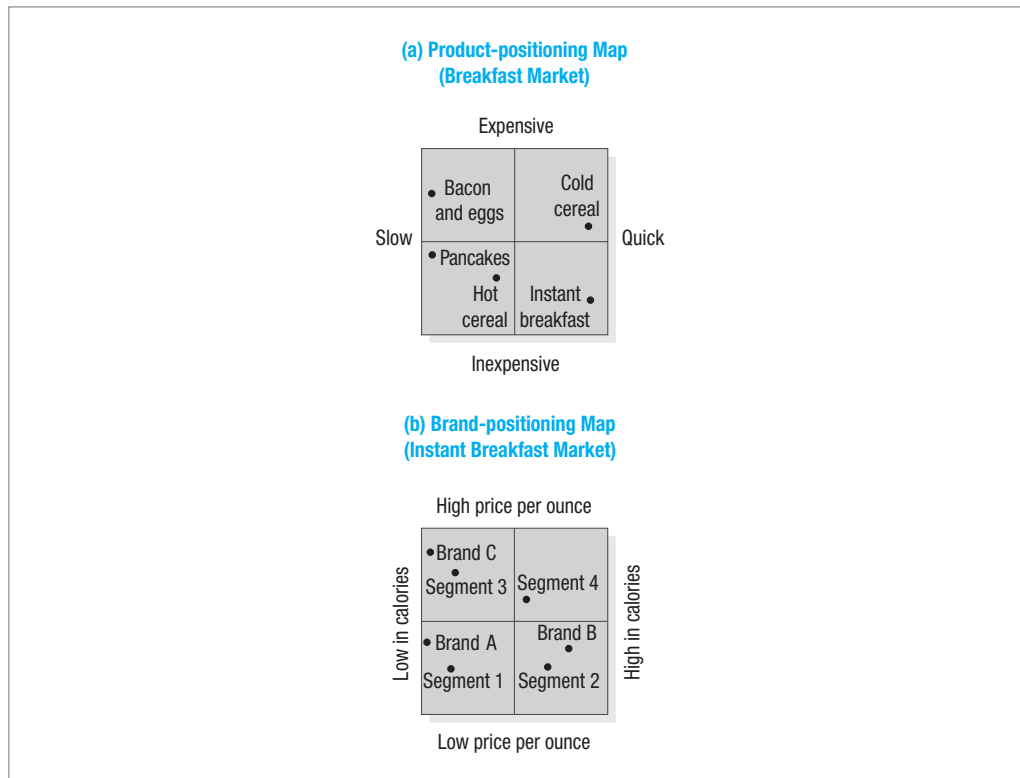 (a) Product-positioning Map
(Breakfast Market)
Expensive
Bacon
and eggs
Cold
cereal
Slow
Quick
Pancakes
Hot
cereal
Instant
breakfast
Inexpensive
(b) Brand-positioning Map
(Instant Breakfast Market)
High price per ounce
Low in calories
High in calories
Brand C
Segment 3
Segment 4
Brand A
Brand B
Segment 1
Segment 2
Low price per ounce